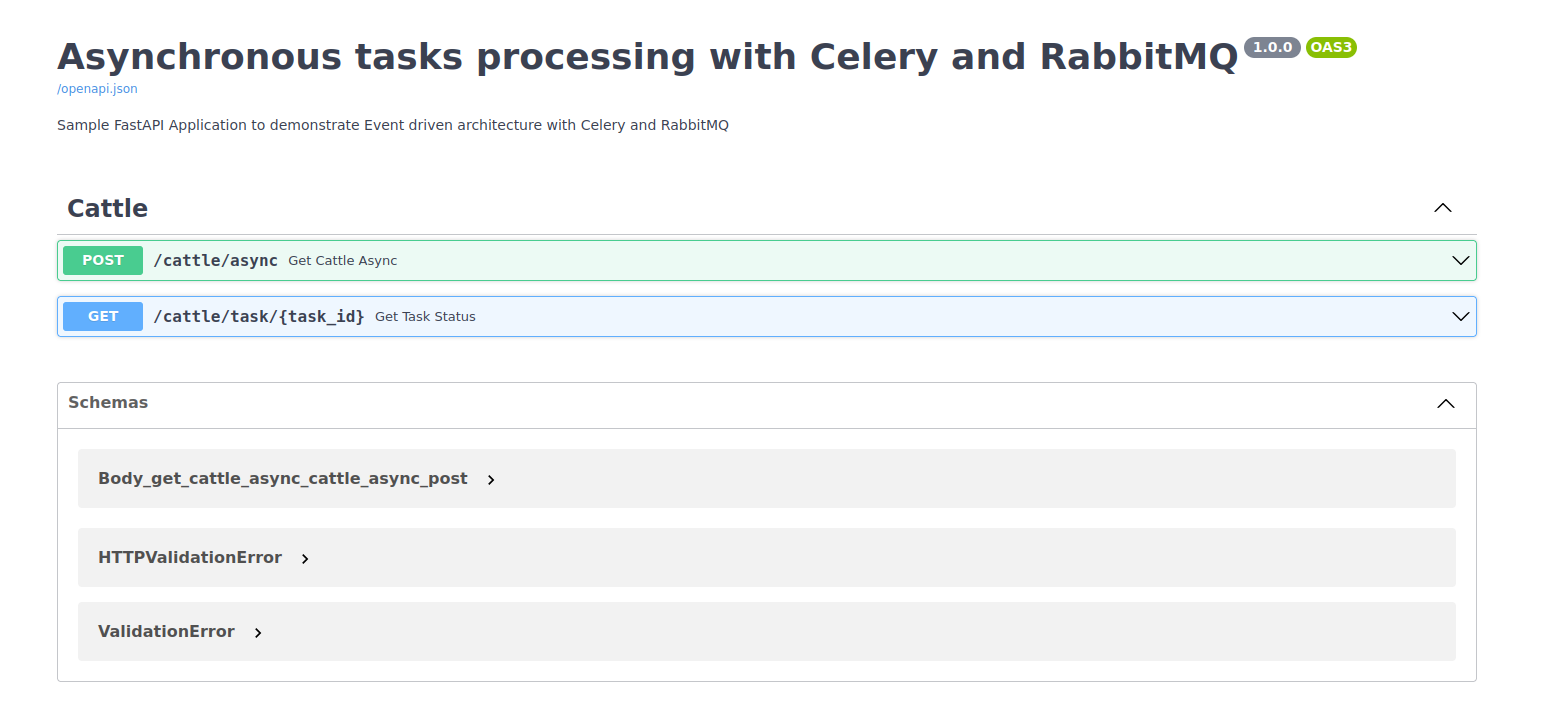 Asynchronous tasks processing with Celery and RabbitMQ 1.0.0 OAS3
/openapi.json
Sample FastAPI Application to demonstrate Event driven architecture with Celery and RabbitMQ
Cattle
POST /cattle/async Get Cattle Async
GET /cattle/task/{task_id} Get Task Status
Schemas
Body_get_cattle_async_cattle_async_post
HTTPValidationError
ValidationError